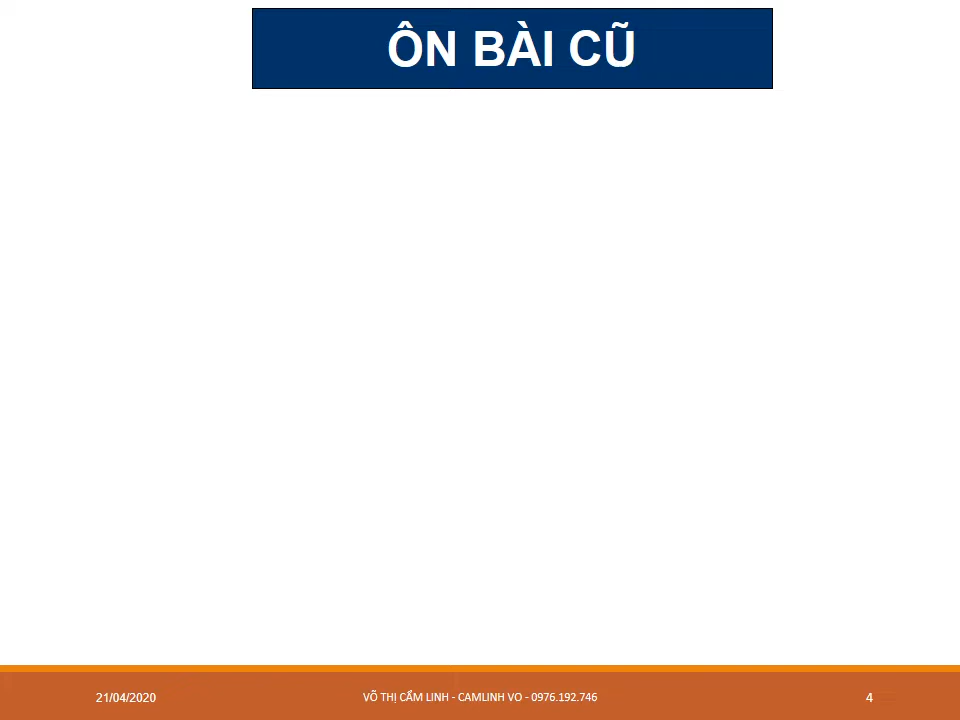 ÔN BÀI CŨ
21/04/2020
VÕ THỊ CẨM LINH - CAMLINH VO - 0976.192.746
4